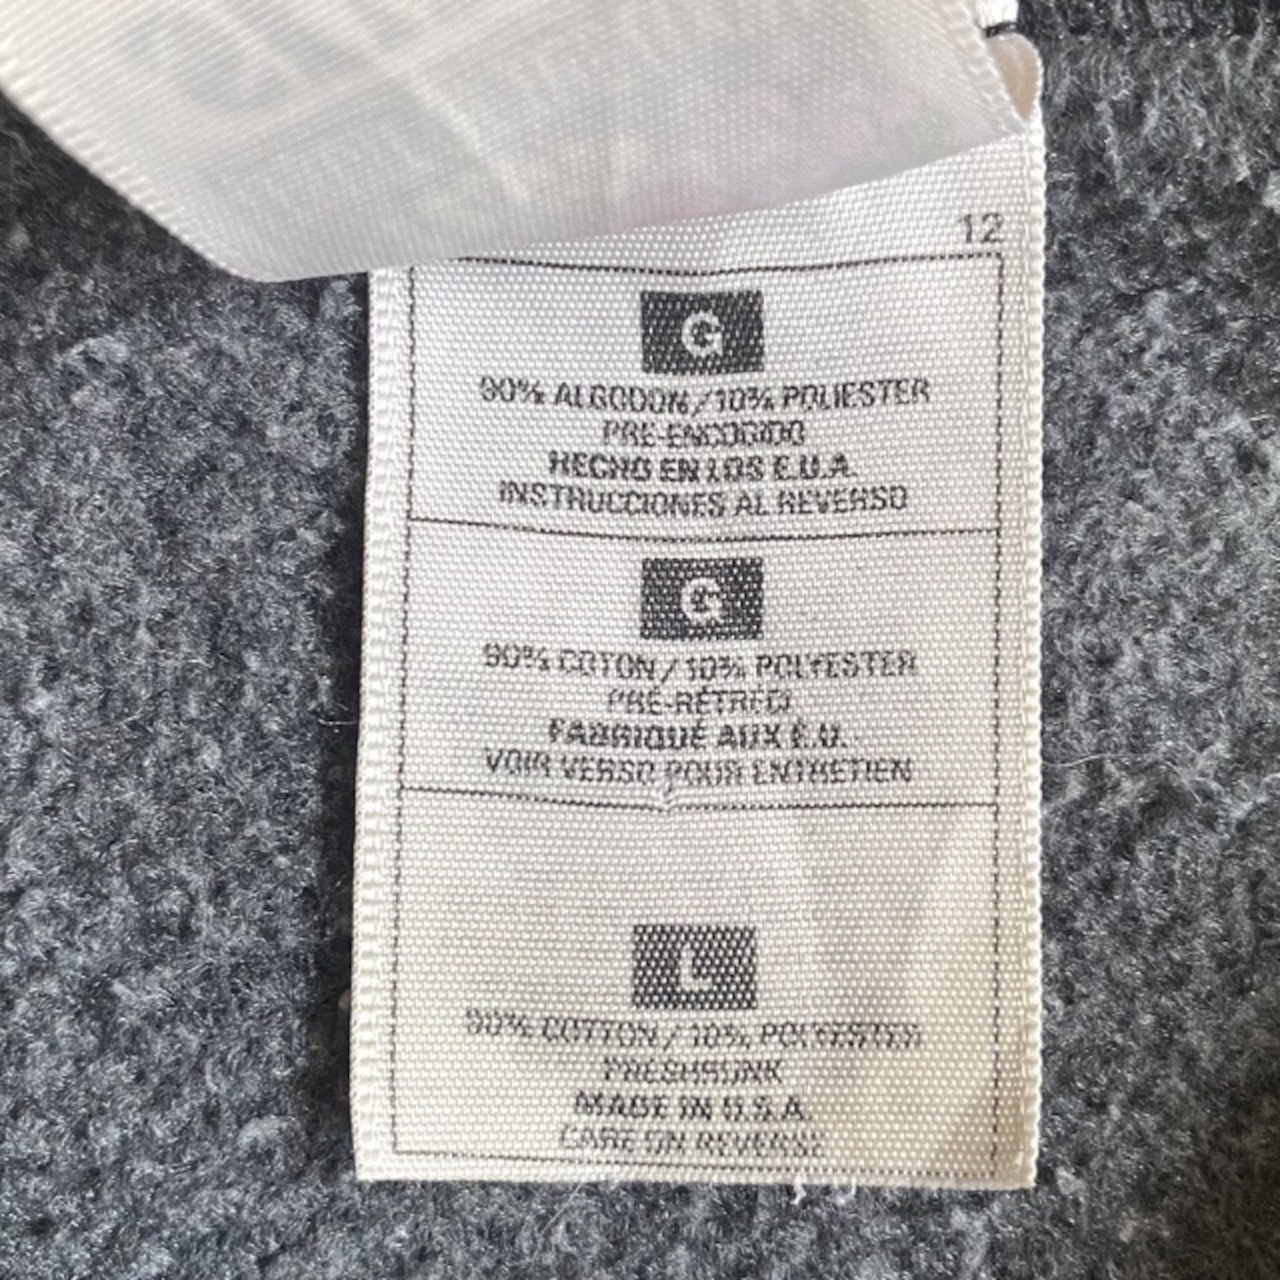 12
G
90% ALGODON / 10% POLIESTER
PRE-ENCOGIDO
HECHO EN LOS E.U.A.
INSTRUCCIONES AL REVERSO
G
90% COTON / 10% POLYESTER
PRÉ-RÉTRECI
FABRIQUÉ AUX É.U.
VOIR VERSO POUR ENTRETIEN
L
90% COTTON / 10% POLYESTER
PRESHRUNK
MADE IN U.S.A.
CARE ON REVERSE